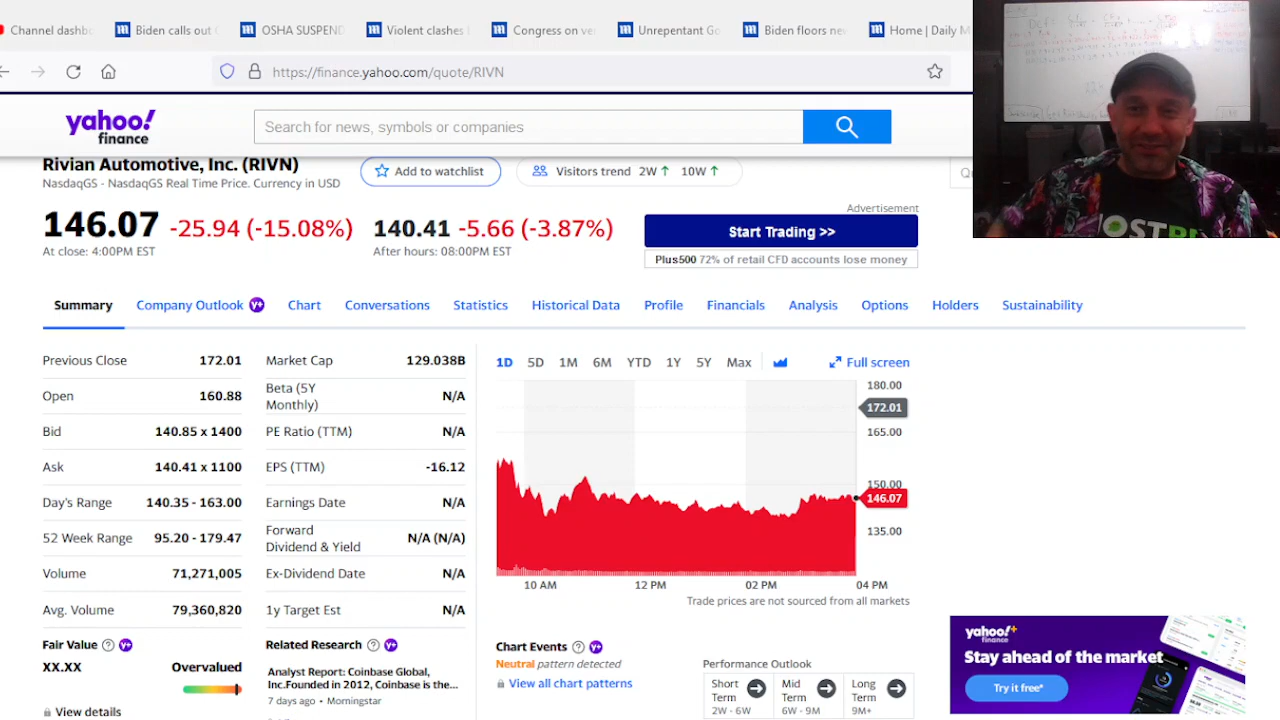 Channel dashb
Biden calls out
OSHA SUSPEND
Violent clashes
Congress on ve
Unrepentant Go
Biden floors ne
Home | Daily M
https://finance.yahoo.com/quote/RIVN
yahoo!
finance
Search for news, symbols or companies
Rivian Automotive, Inc. (RIVN)
NasdaqGS - NasdaqGS Real Time Price. Currency in USD
Add to watchlist
Visitors trend 2W↑ 10W↑
Qu
146.07 -25.94 (-15.08%)
At close: 4:00PM EST
140.41 -5.66 (-3.87%)
After hours: 08:00PM EST
Advertisement
Start Trading >>
Plus500 72% of retail CFD accounts lose money
Summary
Company Outlook Y+
Chart
Conversations
Statistics
Historical Data
Profile
Financials
Analysis
Options
Holders
Sustainability
Previous Close 172.01
Open 160.88
Bid 140.85 x 1400
Ask 140.41 x 1100
Day's Range 140.35 - 163.00
52 Week Range 95.20 - 179.47
Volume 71,271,005
Avg. Volume 79,360,820
Market Cap 129.038B
Beta (5Y
Monthly) N/A
PE Ratio (TTM) N/A
EPS (TTM) -16.12
Earnings Date N/A
Forward
Dividend & Yield N/A (N/A)
Ex-Dividend Date N/A
1y Target Est N/A
1D 5D 1M 6M YTD 1Y 5Y Max
Full screen
180.00
172.01
165.00
150.00
146.07
135.00
10 AM 12 PM 02 PM 04 PM
Trade prices are not sourced from all markets
Fair Value ? Y+
XX.XX Overvalued
View details
Related Research ? Y+
Analyst Report: Coinbase Global,
Inc.Founded in 2012, Coinbase is the...
7 days ago • Morningstar
Chart Events ? Y+
Neutral pattern detected
View all chart patterns
Performance Outlook
Short
Term
2W - 6W
Mid
Term
6W - 9M
Long
Term
9M+
yahoo!+
finance
Stay ahead of the market
Try it free*